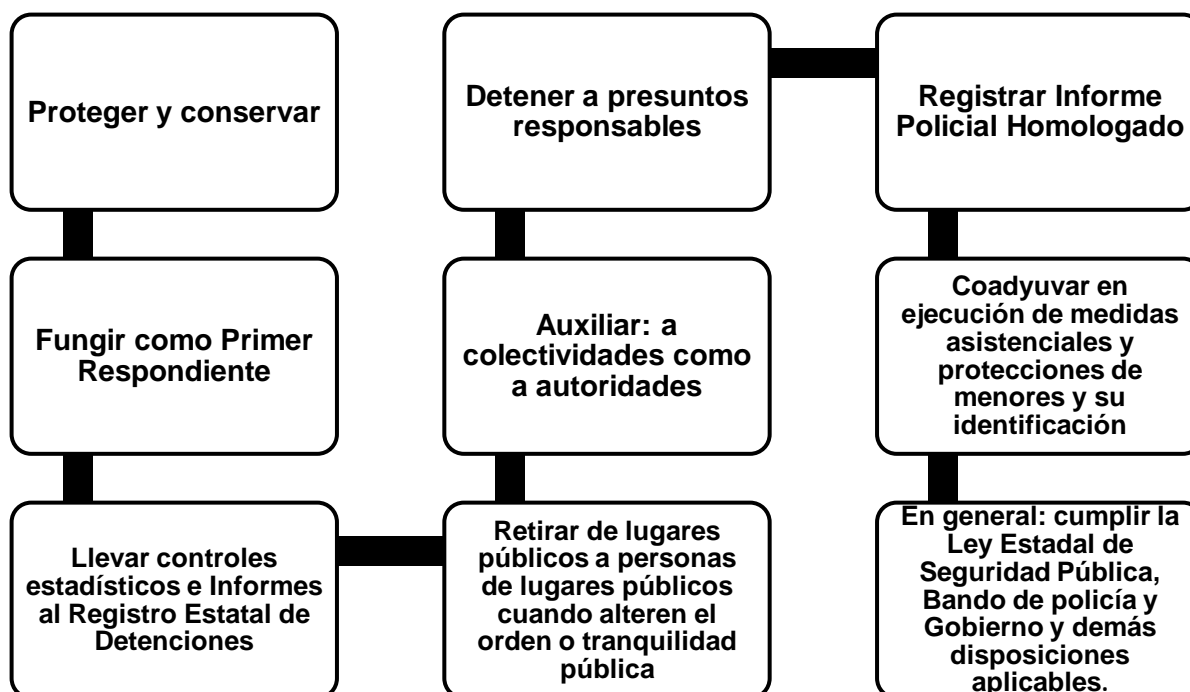 Proteger y conservar
Fungir como Primer
Respondiente
Llevar controles
estadísticos e Informes
al Registro Estatal de
Detenciones
Retirar de lugares
públicos a personas
de lugares públicos
cuando alteren el
orden o tranquilidad
pública
Auxiliar: a
colectividades como
a autoridades
Detener a presuntos
responsables
Registrar Informe
Policial Homologado
Coadyuvar en
ejecución de medidas
asistenciales y
protecciones de
menores y su
identificación
En general: cumplir la
Ley Estadal de
Seguridad Pública,
Bando de policía y
Gobierno y demás
disposiciones
aplicables.